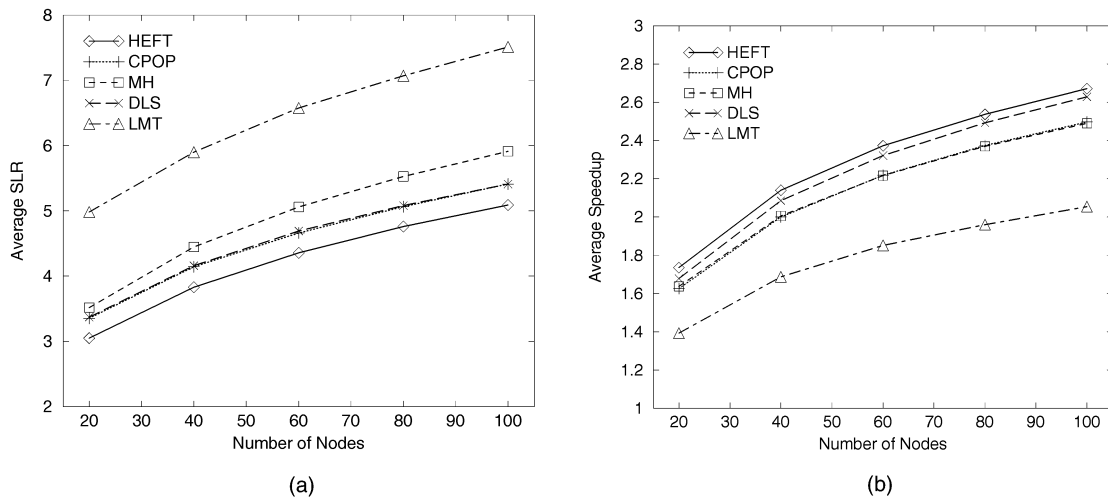 8
7
6
5
4
3
2
Average SLR
HEFT
CPOP
MH
DLS
LMT
20 30 40 50 60 70 80 90 100
Number of Nodes
(a)
3
2.8
2.6
2.4
2.2
2
1.8
1.6
1.4
1.2
1
Average Speedup
HEFT
CPOP
MH
DLS
LMT
20 30 40 50 60 70 80 90 100
Number of Nodes
(b)